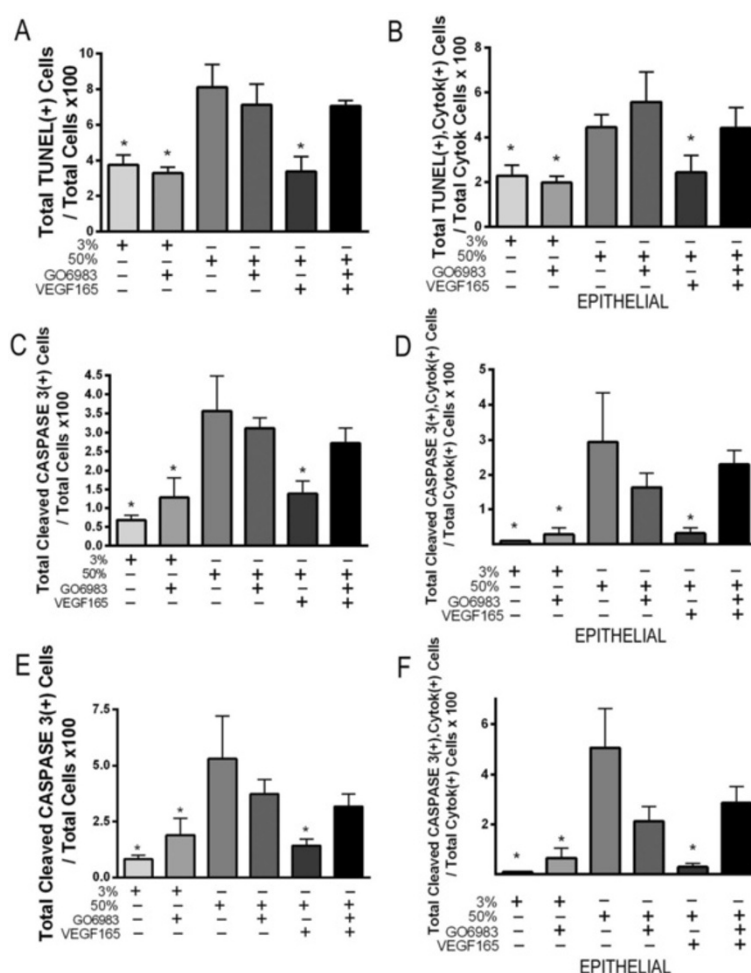 A
Total TUNEL(+) Cells
/ Total Cells x100
10
8
6
4
2
0
* * *
3% + + – – – –
50% – – + + + +
GO6983 – + – + – +
VEGF165 – – – – + +
B
Total TUNEL(+),Cytok(+) Cells
/ Total Cytok Cells x 100
8
6
4
2
0
* * *
3% + + – – – –
50% – – + + + +
GO6983 – + – + – +
VEGF165 – – – – + +
EPITHELIAL
C
Total Cleaved CASPASE 3(+) Cells
/ Total Cells x100
4.5
4.0
3.5
3.0
2.5
2.0
1.5
1.0
0.5
0.0
* * *
3% + + – – – –
50% – – + + + +
GO6983 – + – + – +
VEGF165 – – – – + +
D
Total Cleaved CASPASE 3(+),Cytok(+) Cells
/ Total Cytok(+) Cells x 100
5
4
3
2
1
* * *
3% + + – – – –
50% – – + + + +
GO6983 – + – + – +
VEGF165 – – – – + +
EPITHELIAL
E
Total Cleaved CASPASE 3(+) Cells
/ Total Cells x100
7.5
5.0
2.5
0.0
* * *
3% + + – – – –
50% – – + + + +
GO6983 – + – + – +
VEGF165 – – – – + +
F
Total Cleaved CASPASE 3(+),Cytok(+) Cells
/ Total Cytok(+) Cells x 100
6
4
2
* * *
3% + + – – – –
50% – – + + + +
GO6983 – + – + – +
VEGF165 – – – – + +
EPITHELIAL